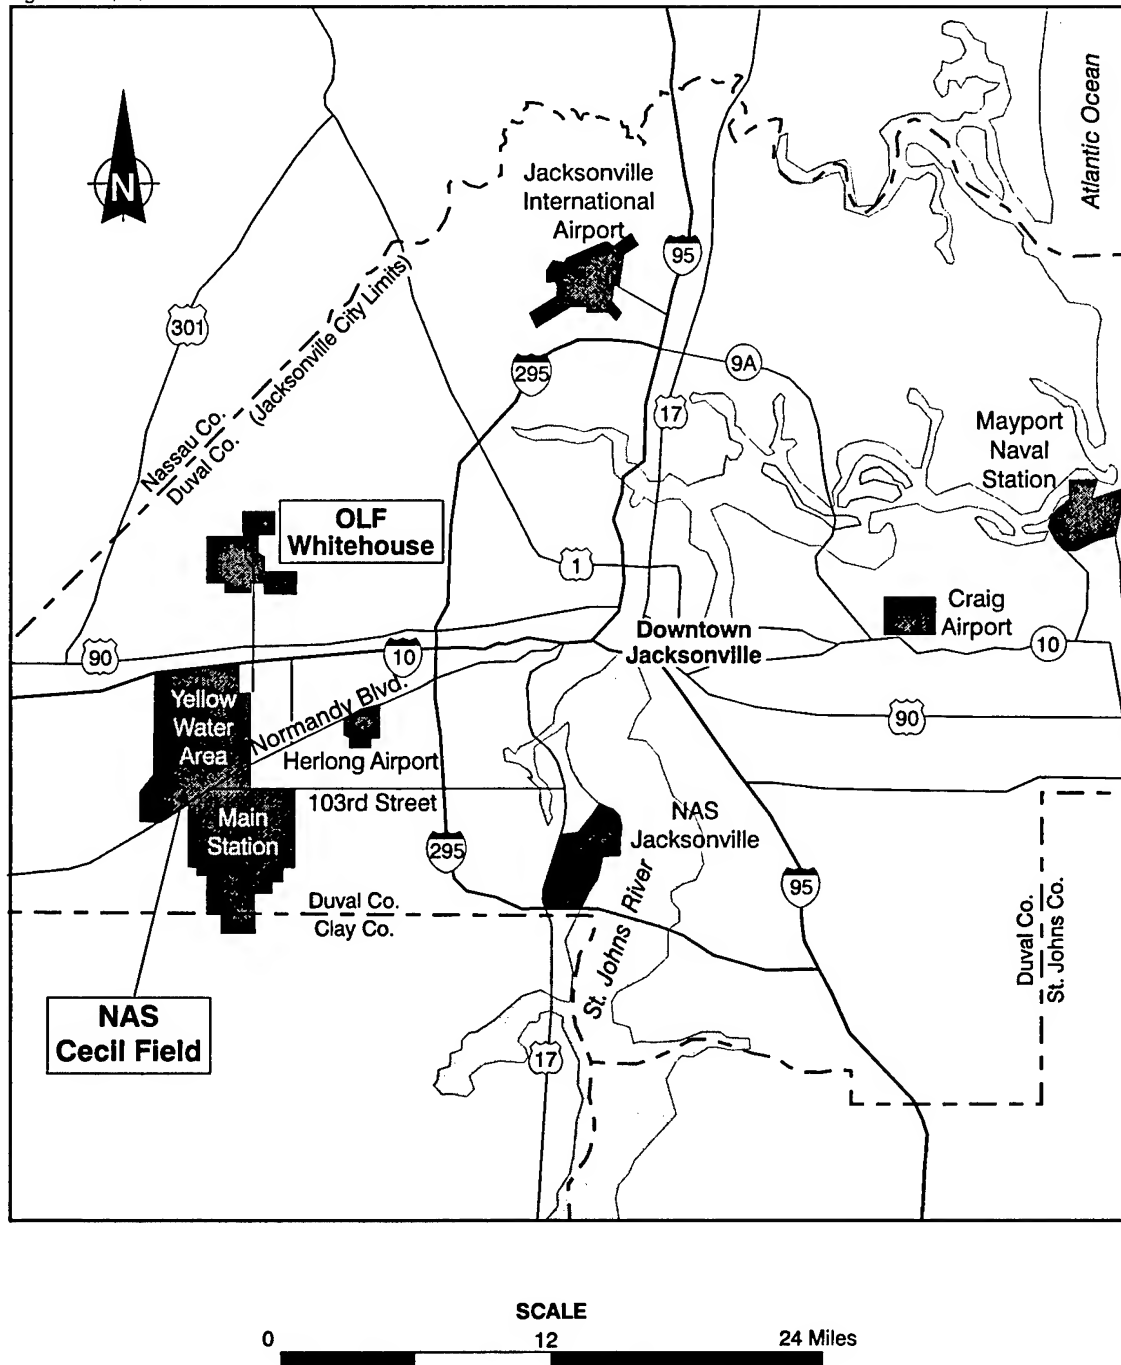 Atlantic Ocean
N
Jacksonville
International
Airport
95
301
Nassau Co.
Duval Co.
(Jacksonville City Limits)
295
9A
17
Mayport
Naval
Station
OLF
Whitehouse
1
Craig
Airport
Downtown
Jacksonville
90
10
10
Yellow
Water
Area
Normandy Blvd.
90
Herlong Airport
103rd Street
Main
Station
NAS
Jacksonville
295
95
Duval Co.
Clay Co.
St. Johns River
Duval Co.
St. Johns Co.
NAS
Cecil Field
17
SCALE
0 12 24 Miles